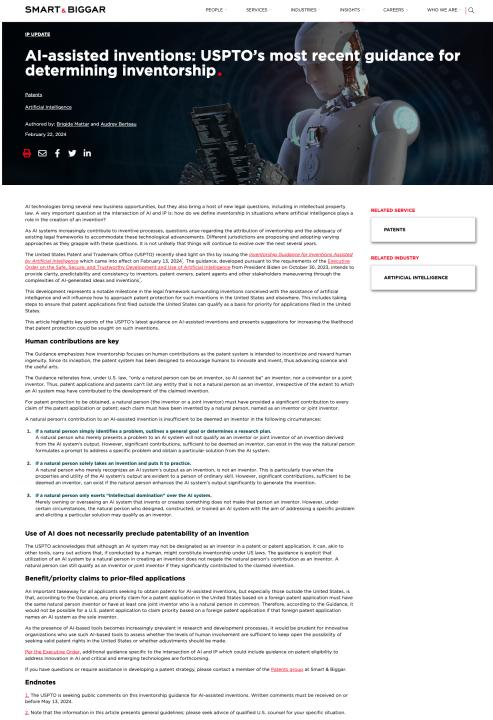 SMART & BIGGAR
PEOPLE
SERVICES
INDUSTRIES
INSIGHTS
CAREERS
WHO WE ARE
IP UPDATE
AI-assisted inventions: USPTO's most recent guidance for
determining inventorship.
Patents
Artificial Intelligence
Authored by: Brigide Mattar and Audrey Berteau
February 22, 2024
AI technologies bring several new business opportunities, but they also bring a host of new legal questions, including in intellectual property
law. A very important question at the intersection of AI and IP is: how do we define inventorship in situations where artificial intelligence plays a
role in the creation of an invention?
As AI systems increasingly contribute to inventive processes, questions arise regarding the attribution of inventorship and the adequacy of
existing legal frameworks to accommodate these technological advancements. Different jurisdictions are proposing and adopting varying
approaches as they grapple with these questions. It is not unlikely that things will continue to evolve over the next several years.
The United States Patent and Trademark Office (USPTO) recently shed light on this by issuing the Inventorship Guidance for Inventions Assisted
by Artificial Intelligence which came into effect on February 13, 2024. The guidance, developed pursuant to the requirements of the Executive
Order on the Safe, Secure, and Trustworthy Development and Use of Artificial Intelligence from President Biden on October 30, 2023, intends to
provide clarity, predictability and consistency to inventors, patent owners, patent agents and other stakeholders maneuvering through the
complexities of AI-generated ideas and inventions.
This development represents a notable milestone in the legal framework surrounding inventions conceived with the assistance of artificial
intelligence and will influence how to approach patent protection for such inventions in the United States and elsewhere. This includes taking
steps to ensure that patent applications first filed outside the United States can qualify as a basis for priority for applications filed in the United
States.
This article highlights key points of the USPTO's latest guidance on AI-assisted inventions and presents suggestions for increasing the likelihood
that patent protection could be sought on such inventions.
RELATED SERVICE
PATENTS
RELATED INDUSTRY
ARTIFICIAL INTELLIGENCE
Human contributions are key
The Guidance emphasizes how inventorship focuses on human contributions as the patent system is intended to incentivize and reward human
ingenuity. Since its inception, the patent system has been designed to encourage humans to innovate and invent, thus advancing science and
the useful arts.
The Guidance reiterates how, under U.S. law, "only a natural person can be an inventor, so AI cannot be" an inventor, nor a coinventor or a joint
inventor. Thus, patent applications and patents can't list any entity that is not a natural person as an inventor, irrespective of the extent to which
an AI system may have contributed to the development of the claimed invention.
For patent protection to be obtained, a natural person (the inventor or a joint inventor) must have provided a significant contribution to every
claim of the patent application or patent; each claim must have been invented by a natural person, named as an inventor or joint inventor.
A natural person's contribution to an AI-assisted invention is insufficient to be deemed an inventor in the following circumstances:
1. If a natural person simply identifies a problem, outlines a general goal or determines a research plan.
A natural person who merely presents a problem to an AI system will not qualify as an inventor or joint inventor of an invention derived
from the AI system's output. However, significant contributions, sufficient to be deemed an inventor, can exist in the way the natural person
formulates a prompt to address a specific problem and obtain a particular solution from the AI system.
2. If a natural person solely takes an invention and puts it to practice.
A natural person who merely recognizes an AI system's output as an invention, is not an inventor. This is particularly true when the
properties and utility of the AI system output are evident to a person of ordinary skill. However, significant contributions, sufficient to be
deemed an inventor, can exist if the natural person enhances the AI system's output significantly to generate the invention.
3. If a natural person only exerts "intellectual domination" over the AI system.
Merely owning or overseeing an AI system that invents or creates something does not make that person an inventor. However, under
certain circumstances, the natural person who designed, constructed, or trained an AI system with the aim of addressing a specific problem
and eliciting a particular solution may qualify as an inventor.
Use of AI does not necessarily preclude patentability of an invention
The USPTO acknowledges that although an AI system may not be designated as an inventor in a patent or patent application, it can, akin to
other tools, carry out actions that, if conducted by a human, might constitute inventorship under US laws. The guidance is explicit that
utilization of an AI system by a natural person in creating an invention does not negate the natural person's contribution as an inventor. A
natural person can still qualify as an inventor or joint inventor if they significantly contributed to the claimed invention.
Benefit/priority claims to prior-filed applications
An important takeaway for all applicants seeking to obtain patents for AI-assisted inventions, but especially those outside the United States, is
that, according to the Guidance, any priority claim for a patent application in the United States based on a foreign patent application must have
the same natural person inventor or have at least one joint inventor who is a natural person in common. Therefore, according to the Guidance, it
would not be possible for a U.S. patent application to claim priority based on a foreign patent application if that foreign patent application
names an AI system as the sole inventor.
As the presence of AI-based tools becomes increasingly prevalent in research and development processes, it would be prudent for innovative
organizations who use such AI-based tools to assess whether the levels of human involvement are sufficient to keep open the possibility of
seeking valid patent rights in the United States or whether adjustments should be made.
Per the Executive Order, additional guidance specific to the intersection of AI and IP which could include guidance on patent eligibility to
address innovation in AI and critical and emerging technologies are forthcoming.
If you have questions or require assistance in developing a patent strategy, please contact a member of the Patents group at Smart & Biggar.
Endnotes
1. The USPTO is seeking public comments on this inventorship guidance for AI-assisted inventions. Written comments must be received on or
before May 13, 2024.
2. Note that the information in this article presents general guidelines; please seek advice of qualified U.S. counsel for your specific situation.